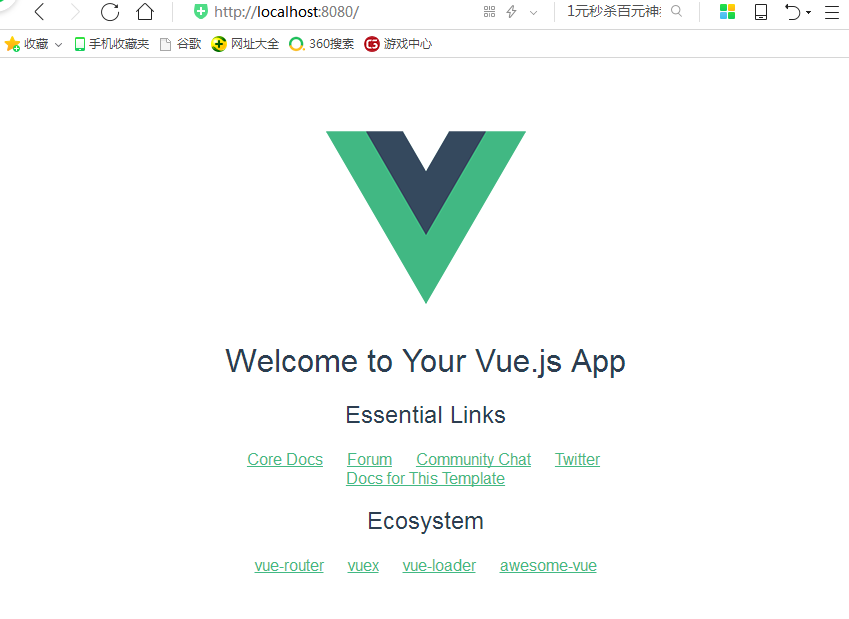 http://localhost:8080/
1元秒杀百元神
收藏 手机收藏夹 谷歌 网址大全 360搜索 游戏中心
Welcome to Your Vue.js App
Essential Links
Core Docs Forum Community Chat Twitter
Docs for This Template
Ecosystem
vue-router vuex vue-loader awesome-vue